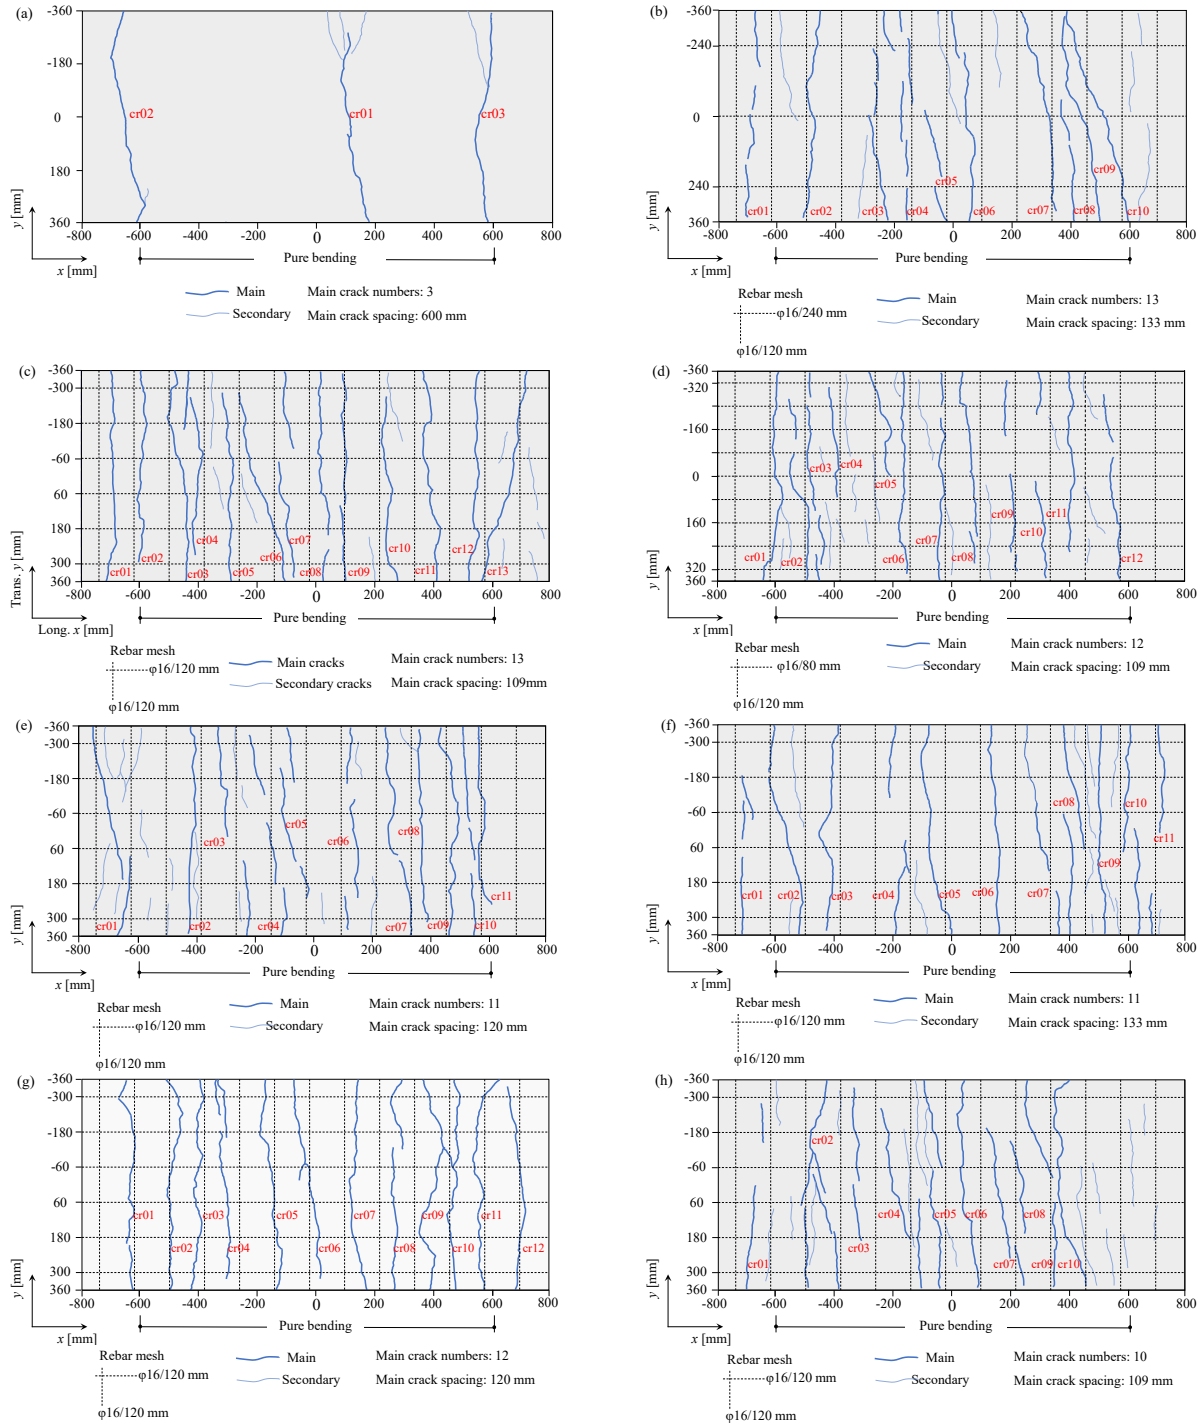 (a)
-360
-180
0
180
360
y [mm]
cr02
cr01
cr03
-800
-600
-400
-200
0
200
400
600
800
x [mm]
Pure bending
Main
Main crack numbers: 3
Secondary
Main crack spacing: 600 mm
(b)
-360
-240
0
240
360
y [mm]
cr01
cr02
cr03
cr04
cr05
cr06
cr07
cr08
cr09
cr10
-800
-600
-400
-200
0
200
400
600
800
x [mm]
Pure bending
Rebar mesh
φ16/240 mm
φ16/120 mm
Main
Main crack numbers: 13
Secondary
Main crack spacing: 133 mm
(c)
-360
-300
-180
-60
60
180
300
360
Trans. y [mm]
cr01
cr02
cr03
cr04
cr05
cr06
cr07
cr08
cr09
cr10
cr11
cr12
cr13
-800
-600
-400
-200
0
200
400
600
800
Long. x [mm]
Pure bending
Rebar mesh
φ16/120 mm
φ16/120 mm
Main cracks
Main crack numbers: 13
Secondary cracks
Main crack spacing: 109mm
(d)
-360
-320
-160
0
160
320
360
y [mm]
cr01
cr02
cr03
cr04
cr05
cr06
cr07
cr08
cr09
cr10
cr11
cr12
-800
-600
-400
-200
0
200
400
600
800
x [mm]
Pure bending
Rebar mesh
φ16/80 mm
φ16/120 mm
Main
Main crack numbers: 12
Secondary
Main crack spacing: 109 mm
(e)
-360
-300
-180
-60
60
180
300
360
y [mm]
cr01
cr02
cr03
cr04
cr05
cr06
cr07
cr08
cr09
cr10
cr11
-800
-600
-400
-200
0
200
400
600
800
x [mm]
Pure bending
Rebar mesh
φ16/120 mm
φ16/120 mm
Main
Main crack numbers: 11
Secondary
Main crack spacing: 120 mm
(f)
-360
-300
-180
-60
60
180
300
360
y [mm]
cr01
cr02
cr03
cr04
cr05
cr06
cr07
cr08
cr09
cr10
cr11
-800
-600
-400
-200
0
200
400
600
800
x [mm]
Pure bending
Rebar mesh
φ16/120 mm
φ16/120 mm
Main
Main crack numbers: 11
Secondary
Main crack spacing: 133 mm
(g)
-360
-300
-180
-60
60
180
300
360
y [mm]
cr01
cr02
cr03
cr04
cr05
cr06
cr07
cr08
cr09
cr10
cr11
cr12
-800
-600
-400
-200
0
200
400
600
800
x [mm]
Pure bending
Rebar mesh
φ16/120 mm
φ16/120 mm
Main
Main crack numbers: 12
Secondary
Main crack spacing: 120 mm
(h)
-360
-300
-180
-60
60
180
300
360
y [mm]
cr01
cr02
cr03
cr04
cr05
cr06
cr07
cr08
cr09
cr10
-800
-600
-400
-200
0
200
400
600
800
x [mm]
Pure bending
Rebar mesh
φ16/120 mm
φ16/120 mm
Main
Main crack numbers: 10
Secondary
Main crack spacing: 109 mm